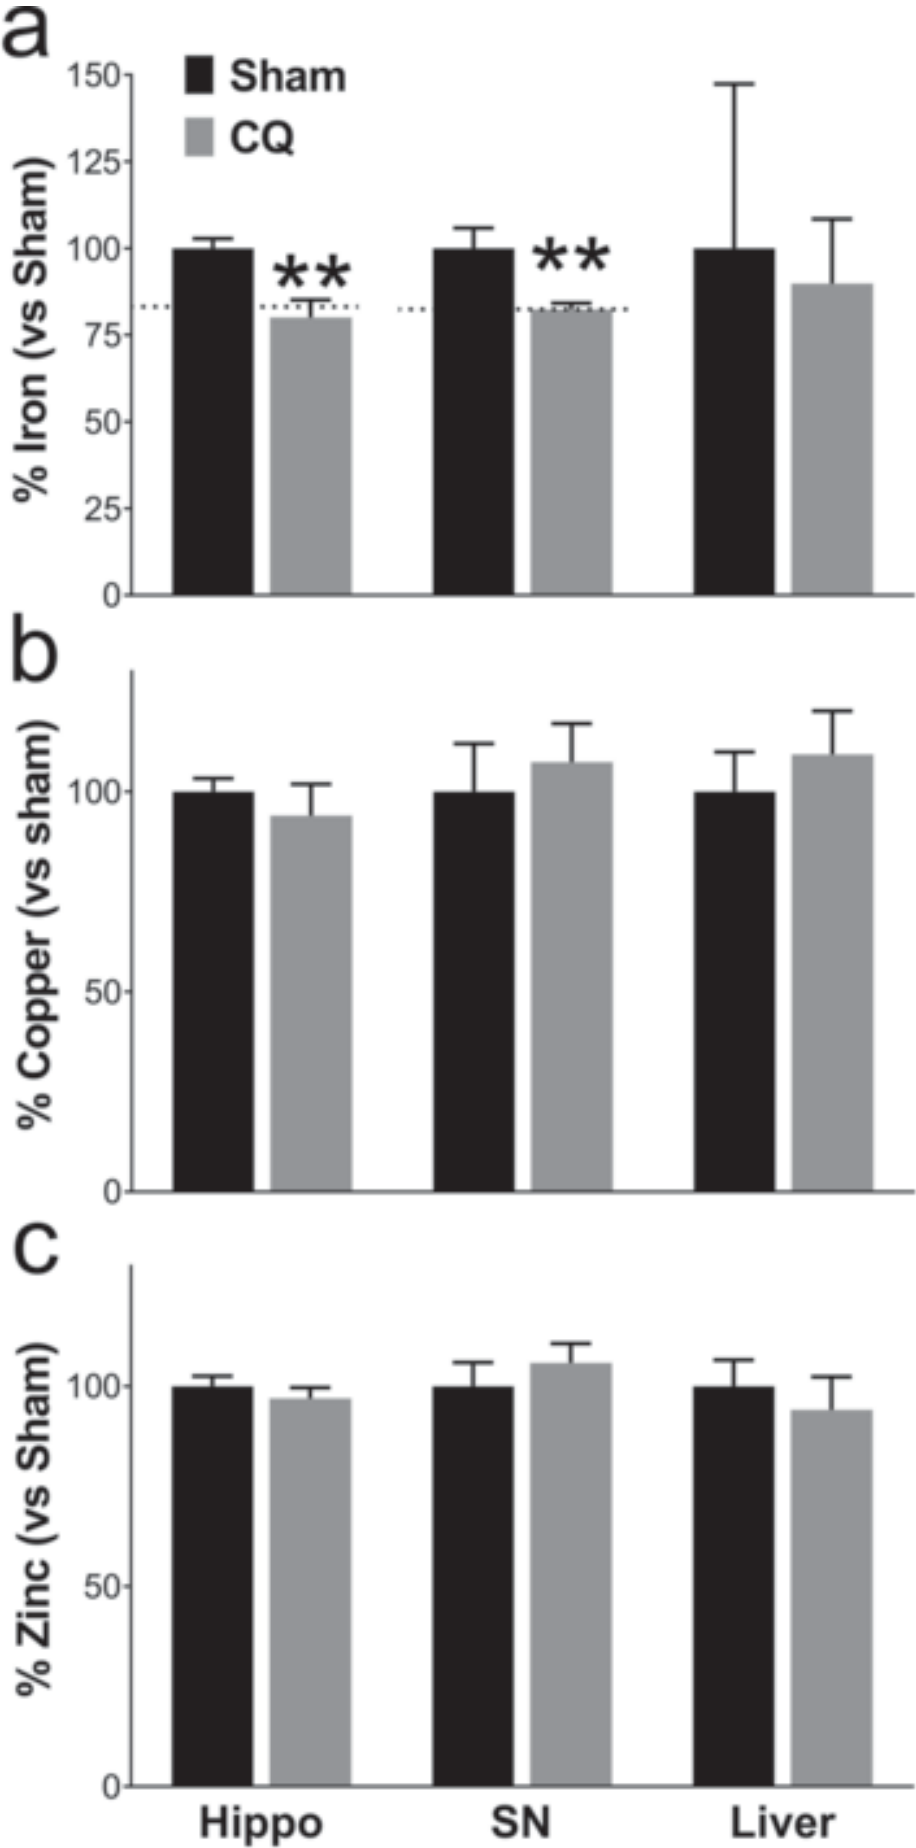 a
Sham
CQ
% Iron (vs Sham)
150
125
100
75
50
25
0
**
**
b
% Copper (vs sham)
100
50
0
c
% Zinc (vs Sham)
100
50
0
Hippo SN Liver